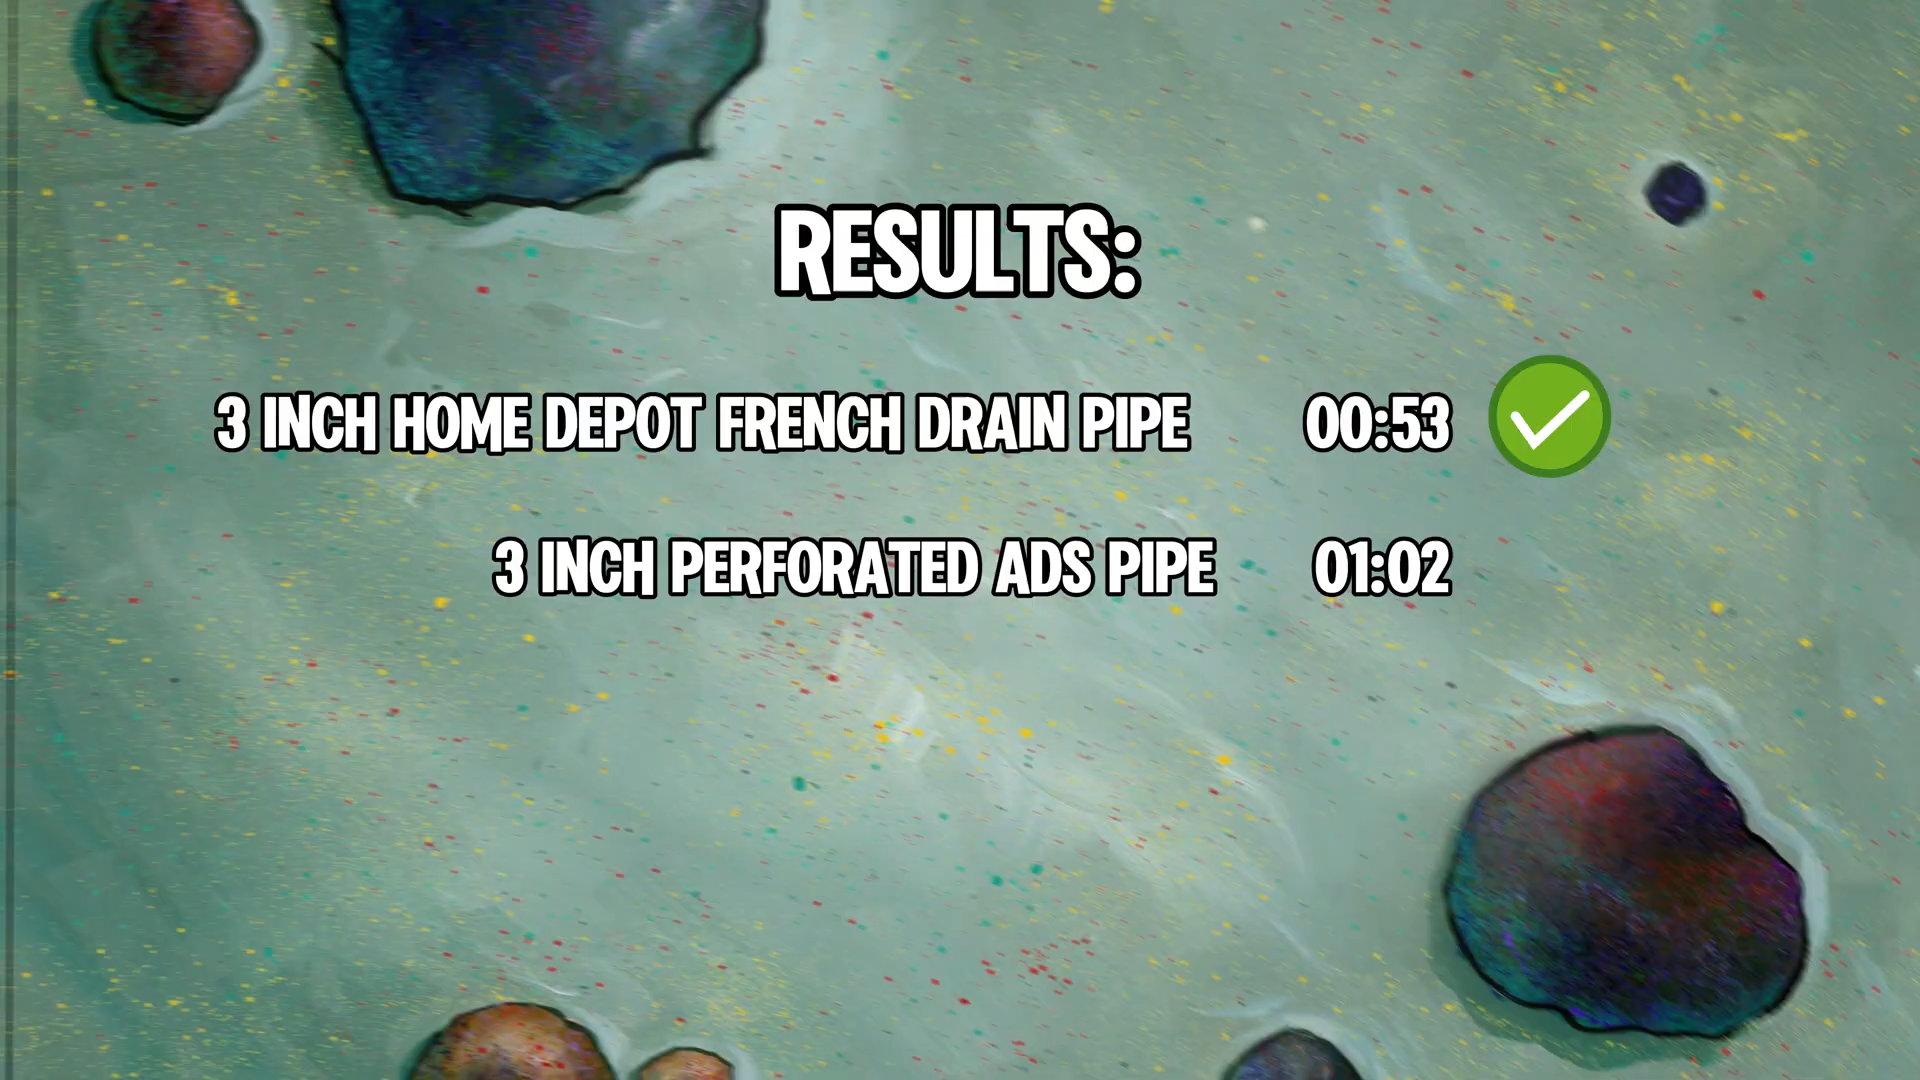 RESULTS:
3 INCH HOME DEPOT FRENCH DRAIN PIPE 00:53
3 INCH PERFORATED ADS PIPE 01:02